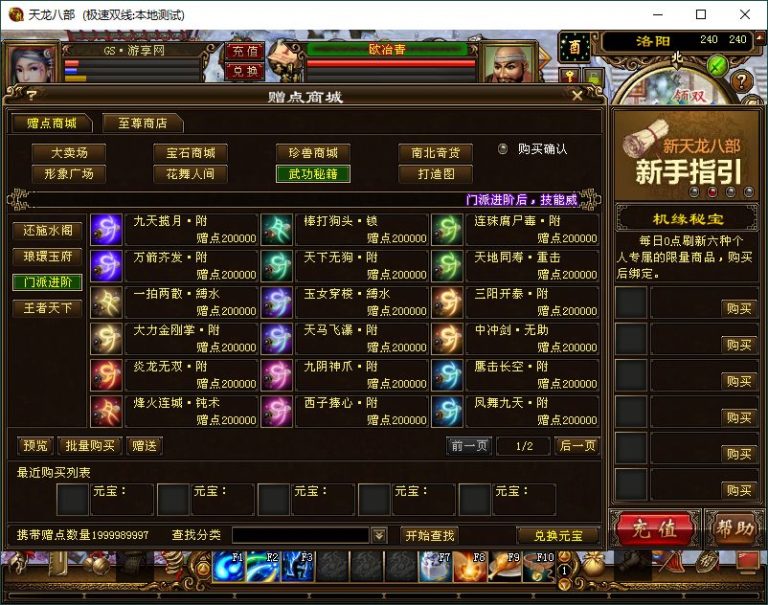 天龙八部 (极速双线:本地测试)
GS·游享网
充值
兑换
欧冶青
酉
洛阳 240 240
北
领双
?
赠点商城
赠点商城 至尊商店
大卖场 宝石商城 珍兽商城 南北奇货 购买确认
形象广场 花舞人间 武功秘籍 打造图
门派进阶后,技能威
还施水阁
琅环玉府
门派进阶
王者天下
九天揽月·附 棒打狗头·锁 连珠腐尸毒·附
赠点200000 赠点200000 赠点200000
万箭齐发·附 天下无狗·附 天地同寿·重击
赠点200000 赠点200000 赠点200000
一拍两散·缚水 玉女穿梭·缚水 三阳开泰·附
赠点200000 赠点200000 赠点200000
大力金刚掌·附 天马飞瀑·附 中冲剑·无助
赠点200000 赠点200000 赠点200000
炎龙无双·附 九阴神爪·附 鹰击长空·附
赠点200000 赠点200000 赠点200000
烽火连城·钝术 西子捧心·附 凤舞九天·附
赠点200000 赠点200000 赠点200000
预览 批量购买 赠送 前一页 1/2 后一页
最近购买列表
元宝: 元宝: 元宝: 元宝: 元宝:
携带赠点数量1999989997 查找分类 开始查找 兑换元宝
新天龙八部
新手指引
机缘秘宝
每日0点刷新六种个
人专属的限量商品,购买
后绑定。
购买
购买
购买
购买
购买
购买
充值 帮助
F1 F2 F3 F7 F8 F9 F10 1